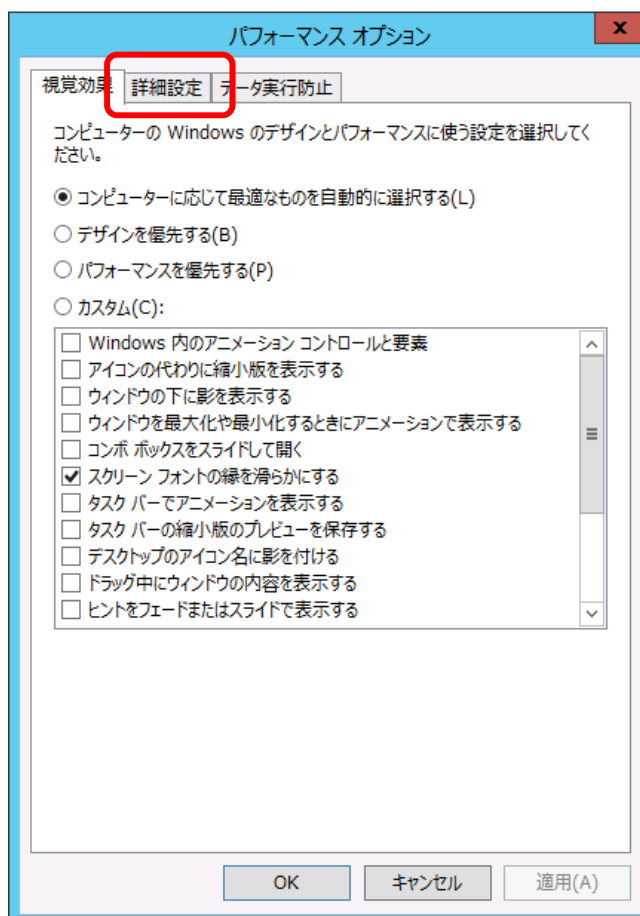 パフォーマンス オプション
x
視覚効果 詳細設定 データ実行防止
コンピューターの Windows のデザインとパフォーマンスに使う設定を選択してく
ださい。
コンピューターに応じて最適なものを自動的に選択する(L)
デザインを優先する(B)
パフォーマンスを優先する(P)
カスタム(C):
Windows 内のアニメーション コントロールと要素
アイコンの代わりに縮小版を表示する
ウィンドウの下に影を表示する
ウィンドウを最大化や最小化するときにアニメーションで表示する
コンボ ボックスをスライドして開く
スクリーン フォントの縁を滑らかにする
タスク バーでアニメーションを表示する
タスク バーの縮小版のプレビューを保存する
デスクトップのアイコン名に影を付ける
ドラッグ中にウィンドウの内容を表示する
ヒントをフェードまたはスライドで表示する
OK キャンセル 適用(A)